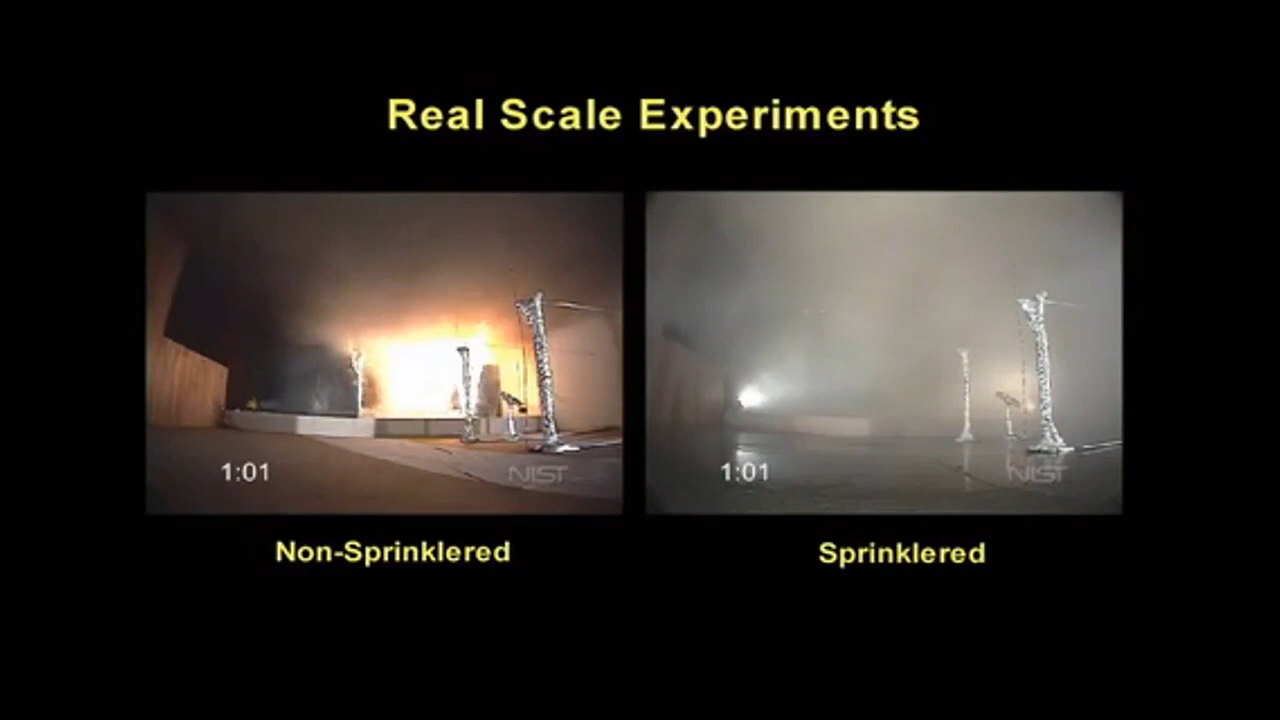 Real Scale Experiments
1:01
NIST
1:01
NIST
Non-Sprinklered
Sprinklered